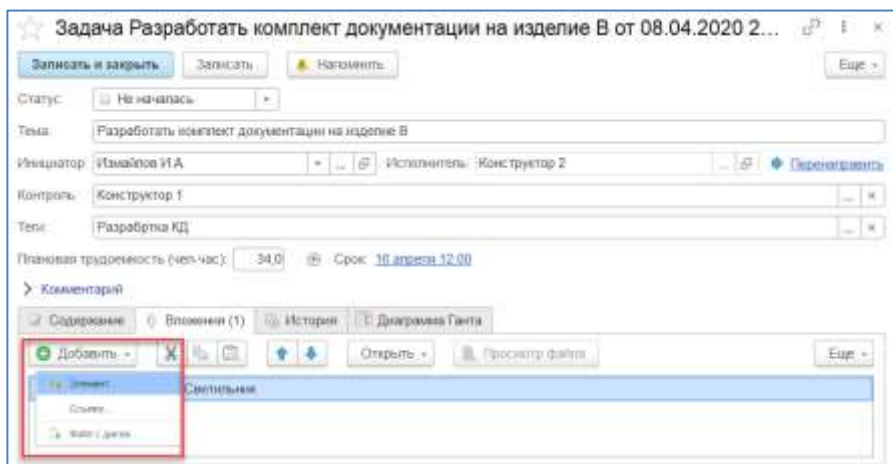 Задача Разработать комплект документации на изделие В от 08.04.2020 2...
Записать и закрыть Записать Напомнить Еще
Статус: Не началась
Тема: Разработать комплект документации на изделие В
Инициатор: Измайлов И.А Исполнитель: Конструктор 2 ... Перенаправить
Контроль: Конструктор 1 ...
Теги: Разработка КД ...
Плановая трудоемкость (чел-час): 34,0 Срок: 16 апреля 12:00
Комментарий
Содержание Вложения (1) История Диаграмма Ганта
Добавить Открыть Просмотр файла Еще
Элемент... Светильник
Ссылку...
Файл с диска